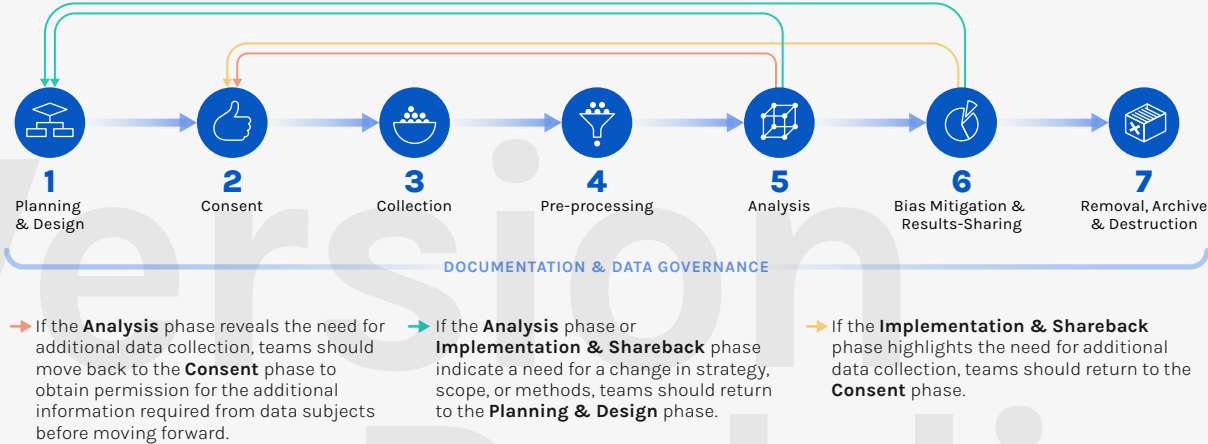 1
Planning
& Design
2
Consent
3
Collection
4
Pre-processing
5
Analysis
6
Bias Mitigation &
Results-Sharing
7
Removal, Archive
& Destruction
DOCUMENTATION & DATA GOVERNANCE
If the Analysis phase reveals the need for
additional data collection, teams should
move back to the Consent phase to
obtain permission for the additional
information required from data subjects
before moving forward.
If the Analysis phase or
Implementation & Shareback phase
indicate a need for a change in strategy,
scope, or methods, teams should return
to the Planning & Design phase.
If the Implementation & Shareback
phase highlights the need for additional
data collection, teams should return to the
Consent phase.
Version